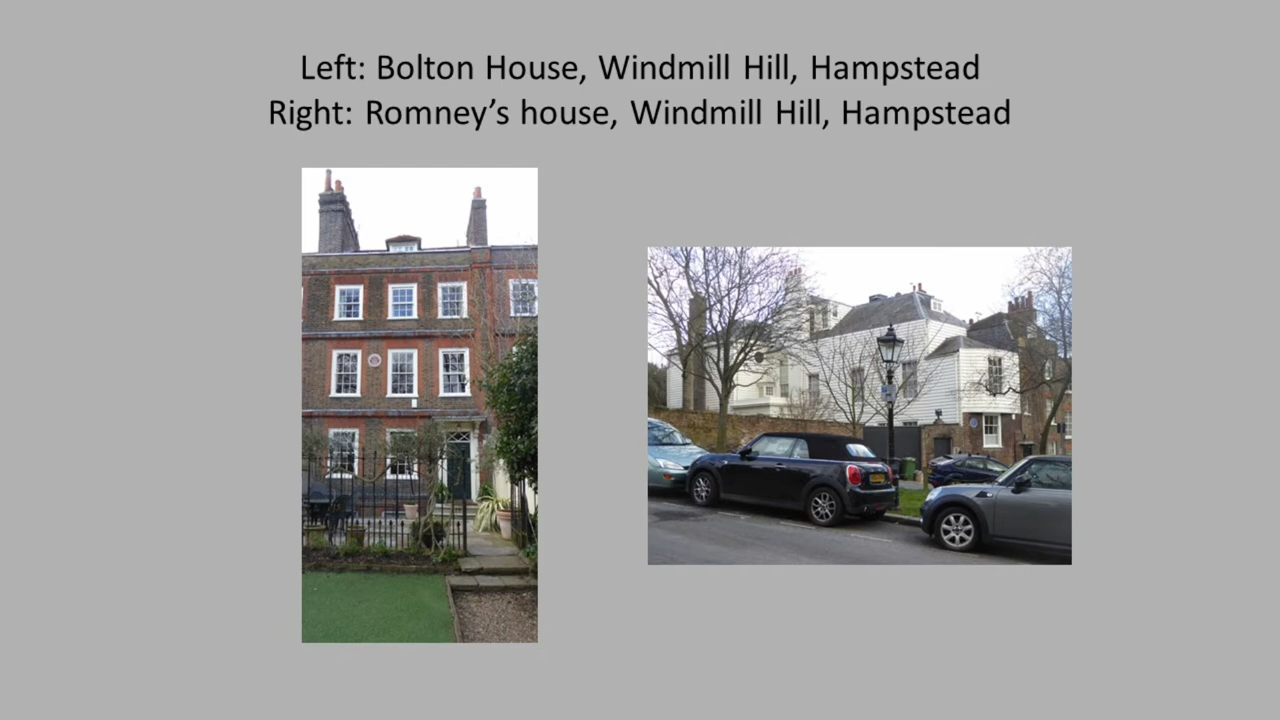 Left: Bolton House, Windmill Hill, Hampstead
Right: Romney’s house, Windmill Hill, Hampstead